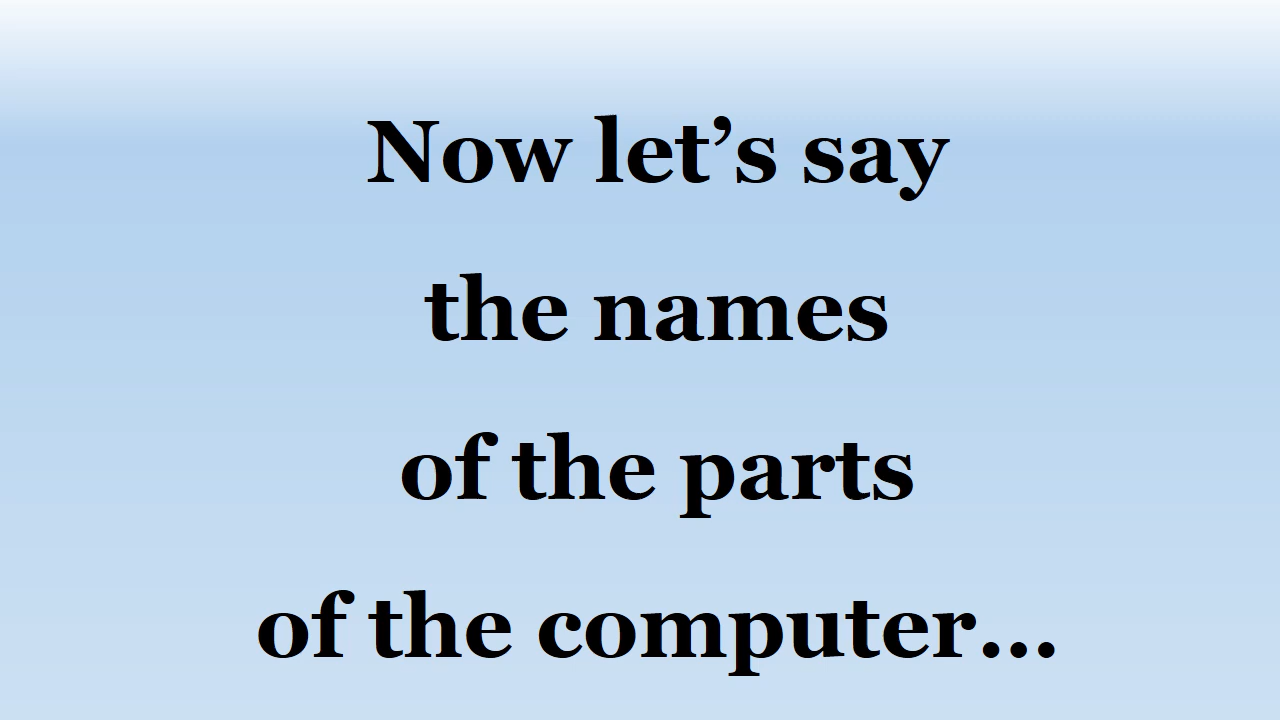 Now let’s say
the names
of the parts
of the computer...